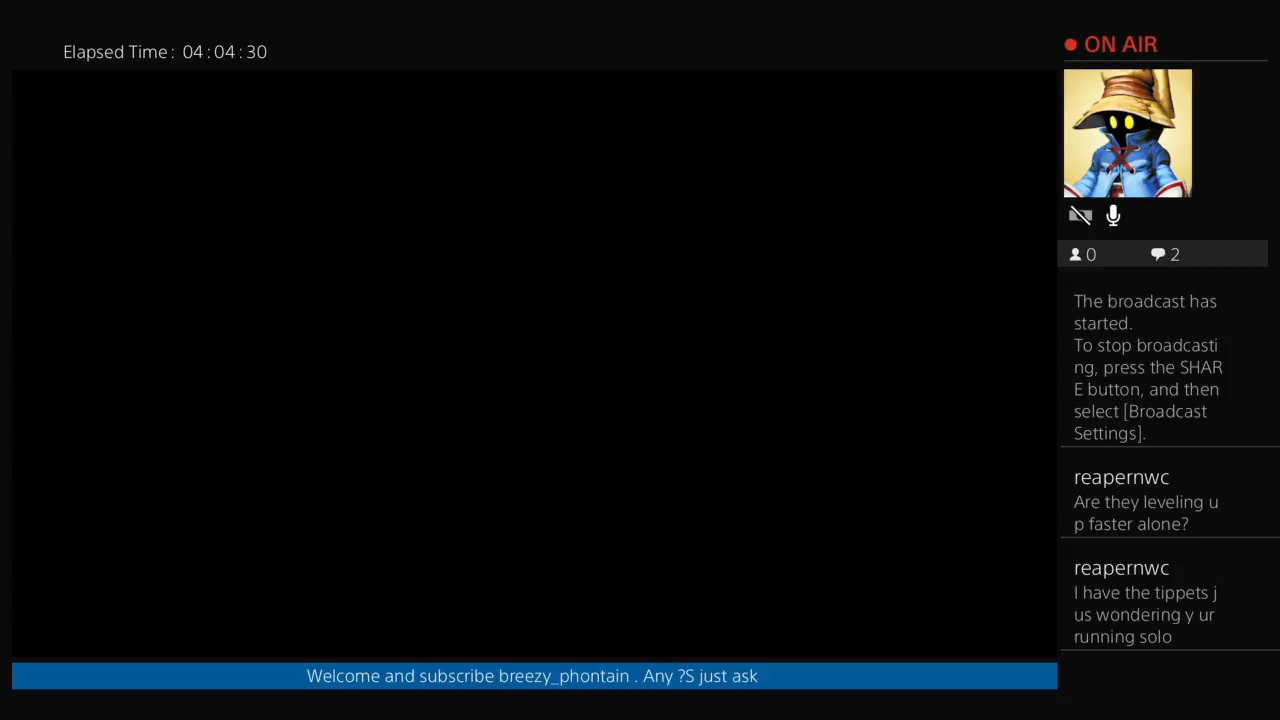 Elapsed Time: 04:04:30
ON AIR
0 2
The broadcast has
started.
To stop broadcasti
ng, press the SHAR
E button, and then
select [Broadcast
Settings].
reapernwc
Are they leveling u
p faster alone?
reapernwc
I have the tippets j
us wondering y ur
running solo
Welcome and subscribe breezy_phontain . Any ?S just ask